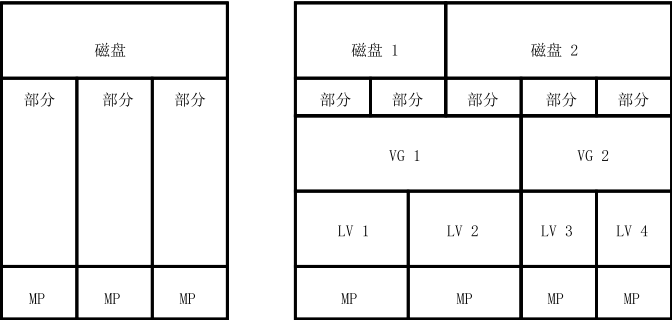 磁盘
部分 部分 部分
MP MP MP
磁盘 1 磁盘 2
部分 部分 部分 部分 部分
VG 1 VG 2
LV 1 LV 2 LV 3 LV 4
MP MP MP MP